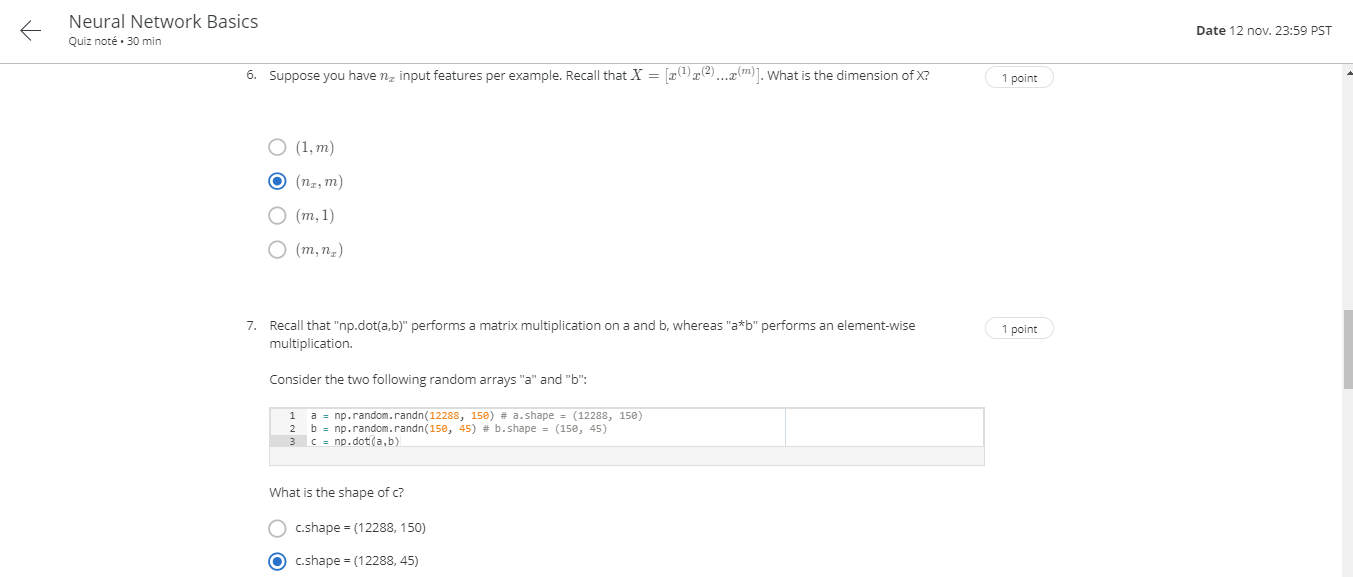 Neural Network Basics
Quiz noté • 30 min
Date 12 nov. 23:59 PST
6. Suppose you have n_x input features per example. Recall that X = [x^(1) x^(2)...x^(m)]. What is the dimension of X?
1 point
(1, m)
(n_x, m)
(m, 1)
(m, n_x)
7. Recall that "np.dot(a,b)" performs a matrix multiplication on a and b, whereas "a*b" performs an element-wise
multiplication.
1 point
Consider the two following random arrays "a" and "b":
1 a = np.random.randn(12288, 150) # a.shape = (12288, 150)
2 b = np.random.randn(150, 45) # b.shape = (150, 45)
3 c = np.dot(a,b)
What is the shape of c?
c.shape = (12288, 150)
c.shape = (12288, 45)